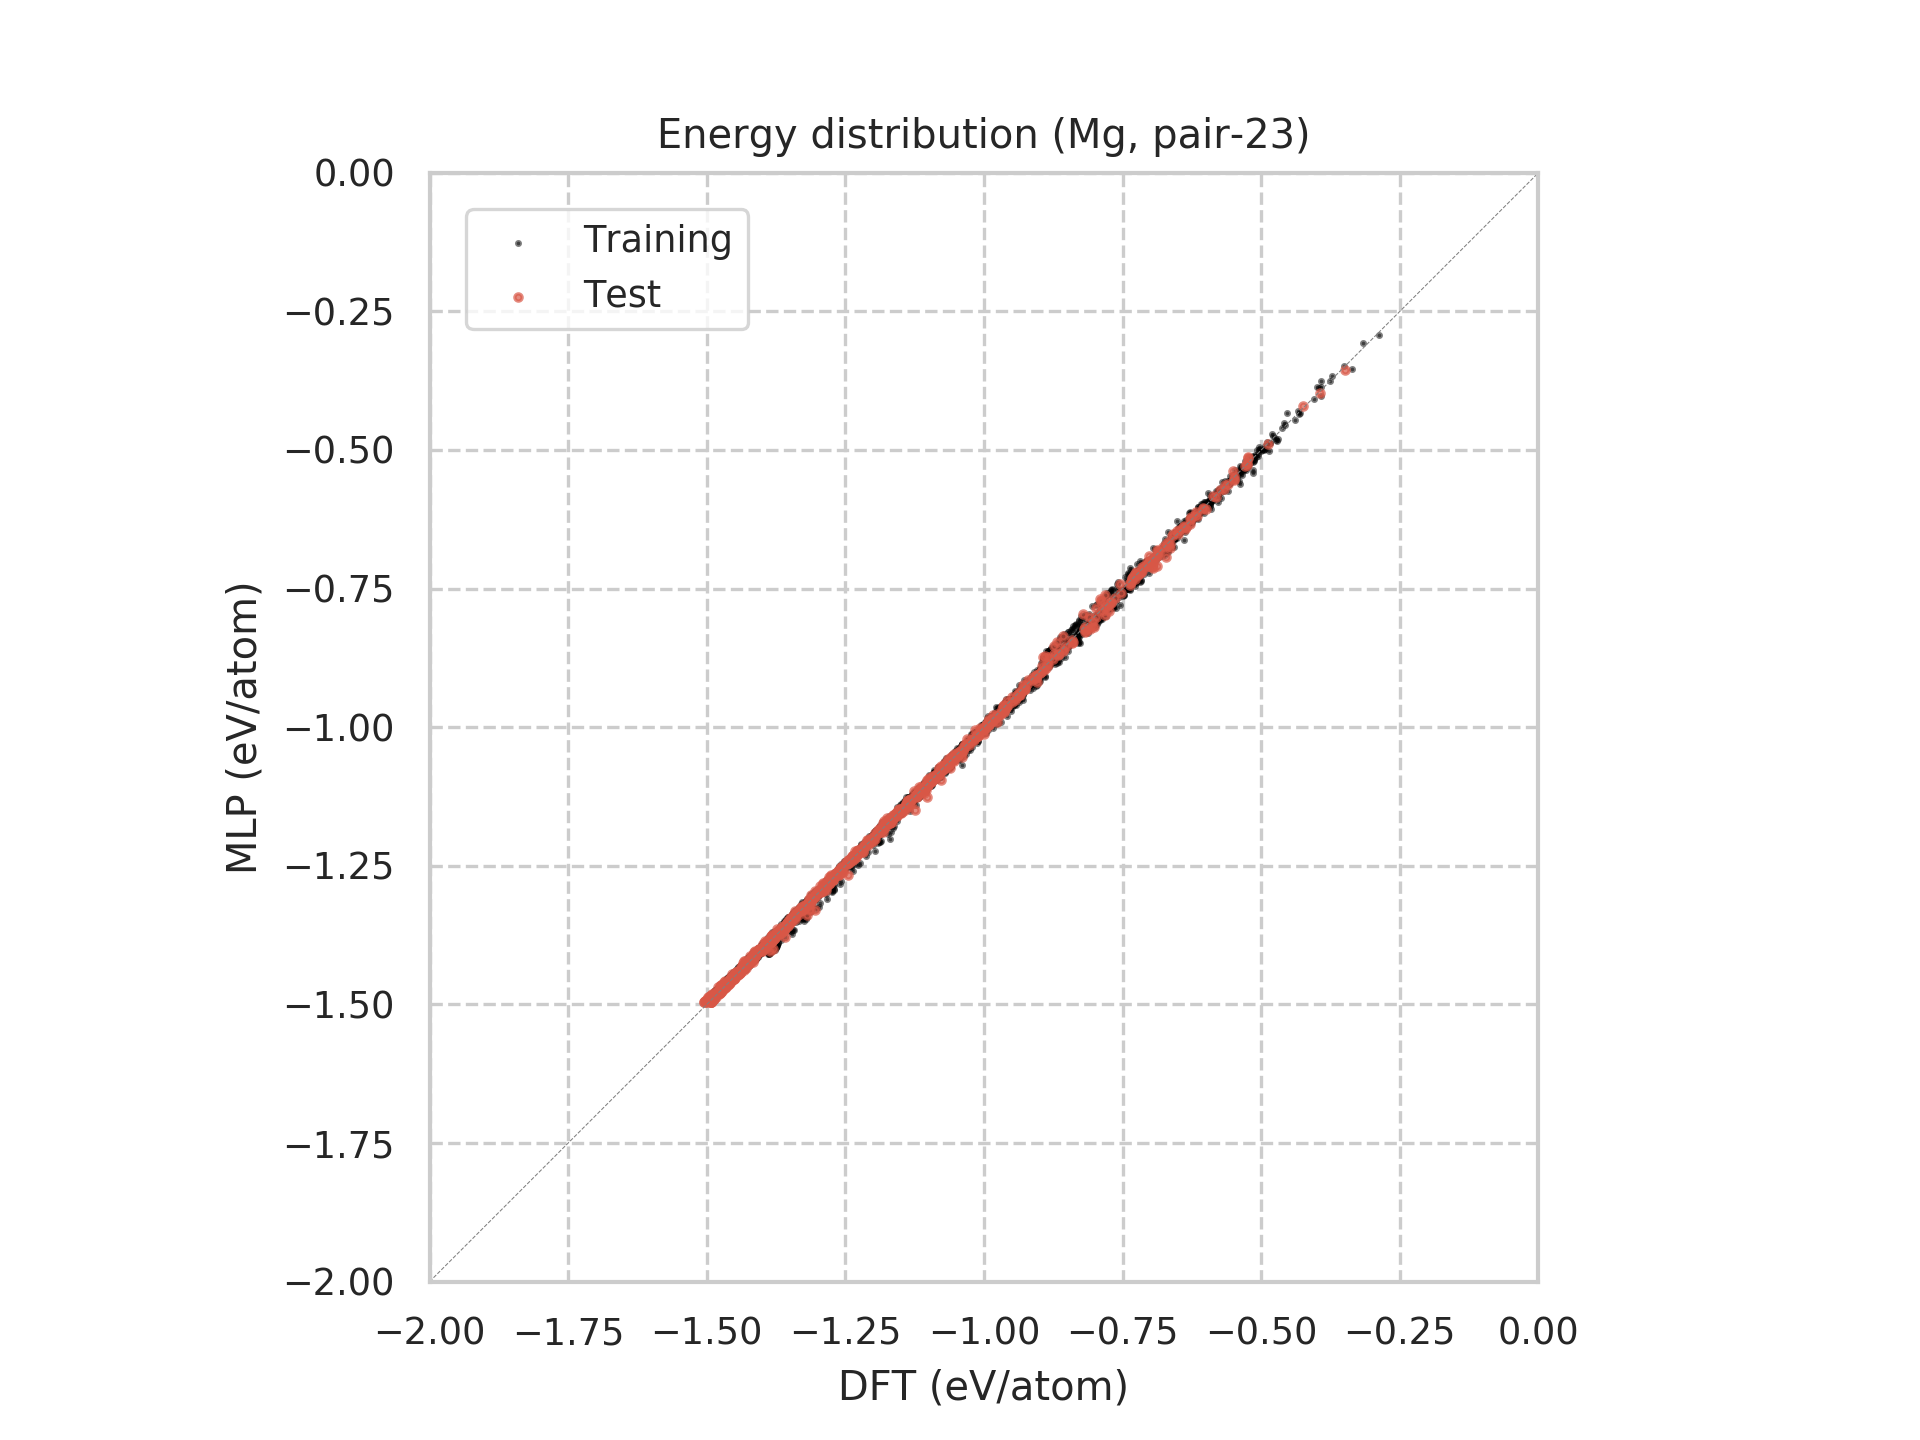 Energy distribution (Mg, pair-23)
Training
Test
0.00
−0.25
−0.50
−0.75
−1.00
−1.25
−1.50
−1.75
−2.00
MLP (eV/atom)
−2.00 −1.75 −1.50 −1.25 −1.00 −0.75 −0.50 −0.25 0.00
DFT (eV/atom)